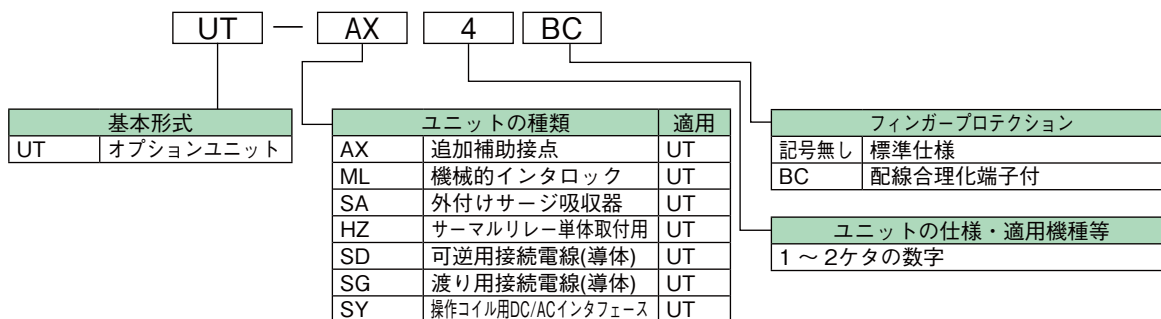 UT — AX 4 BC
基本形式
UT オプションユニット
ユニットの種類 適用
AX 追加補助接点 UT
ML 機械的インタロック UT
SA 外付けサージ吸収器 UT
HZ サーマルリレー単体取付用 UT
SD 可逆用接続電線(導体) UT
SG 渡り用接続電線(導体) UT
SY 操作コイル用DC/ACインタフェース UT
フィンガープロテクション
記号無し 標準仕様
BC 配線合理化端子付
ユニットの仕様・適用機種等
1 ～ 2ケタの数字